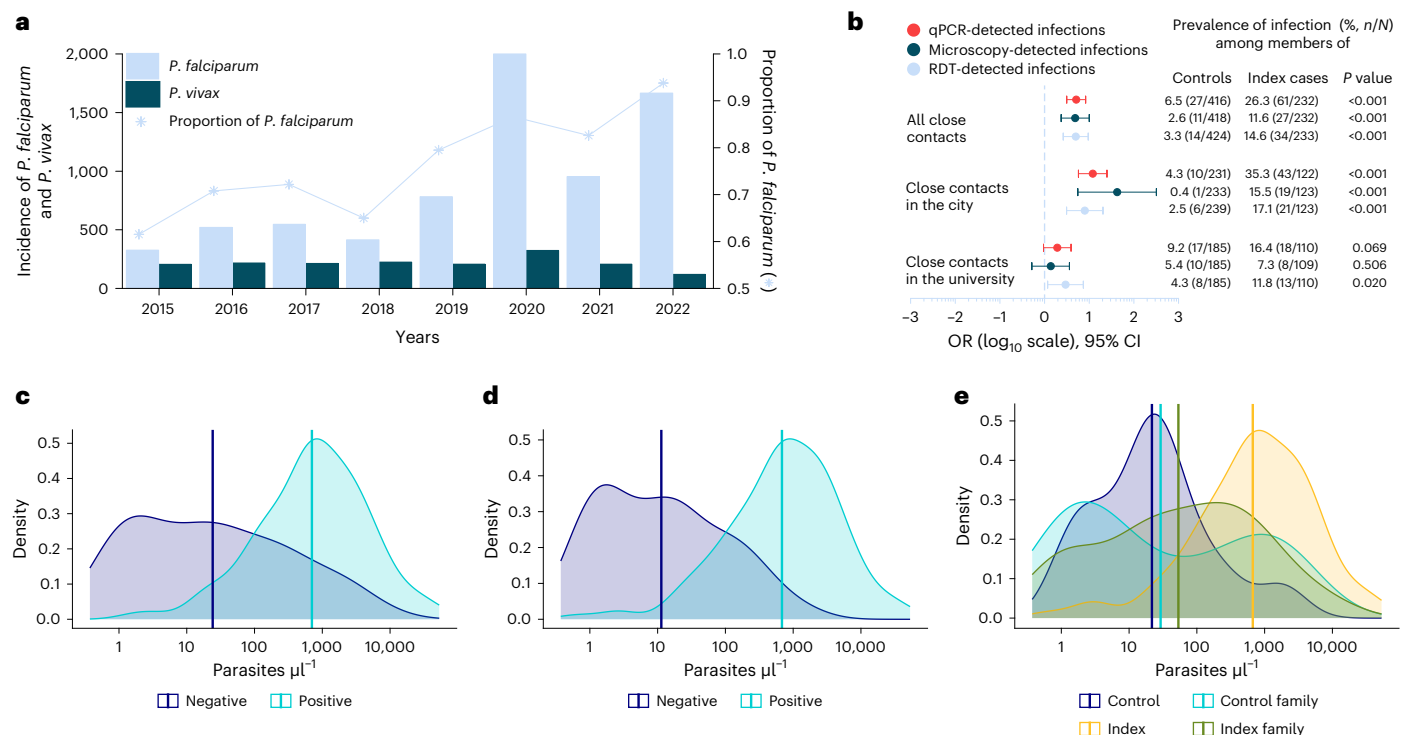 a
2,000
1,500
1,000
500
0
Incidence of P. falciparum
and P. vivax
P. falciparum
P. vivax
Proportion of P. falciparum
1.0
0.9
0.8
0.7
0.6
0.5
Proportion of P. falciparum ( )
2015 2016 2017 2018 2019 2020 2021 2022
Years
b
qPCR-detected infections
Microscopy-detected infections
RDT-detected infections
Prevalence of infection (%, n/N)
among members of
Controls Index cases P value
All close
contacts
6.5 (27/416) 26.3 (61/232) <0.001
2.6 (11/418) 11.6 (27/232) <0.001
3.3 (14/424) 14.6 (34/233) <0.001
Close contacts
in the city
4.3 (10/231) 35.3 (43/122) <0.001
0.4 (1/233) 15.5 (19/123) <0.001
2.5 (6/239) 17.1 (21/123) <0.001
Close contacts
in the university
9.2 (17/185) 16.4 (18/110) 0.069
5.4 (10/185) 7.3 (8/109) 0.506
4.3 (8/185) 11.8 (13/110) 0.020
–3 –2 –1 0 1 2 3
OR (log10 scale), 95% CI
c
0.5
0.4
0.3
0.2
0.1
0.0
Density
1 10 100 1,000 10,000
Parasites µl–1
Negative Positive
d
0.5
0.4
0.3
0.2
0.1
0.0
Density
1 10 100 1,000 10,000
Parasites µl–1
Negative Positive
e
0.5
0.4
0.3
0.2
0.1
0.0
Density
1 10 100 1,000 10,000
Parasites µl–1
Control Control family
Index Index family